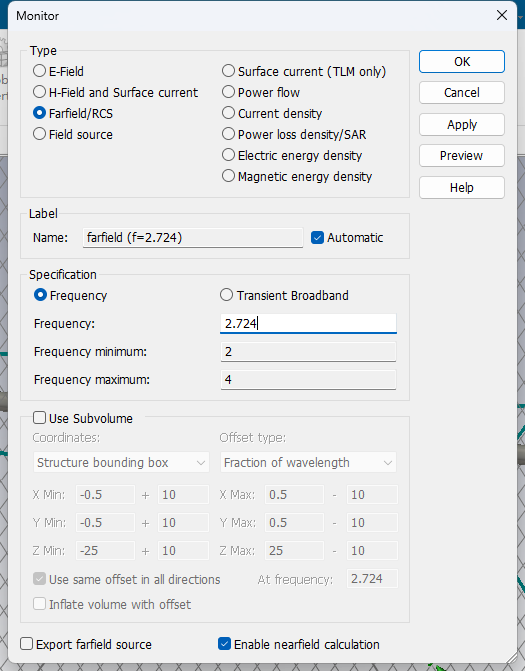 Monitor
Type
E-Field
Surface current (TLM only)
H-Field and Surface current
Power flow
Farfield/RCS
Current density
Field source
Power loss density/SAR
Electric energy density
Magnetic energy density
OK
Cancel
Apply
Preview
Help
Label
Name: farfield (f=2.724) Automatic
Specification
Frequency Transient Broadband
Frequency: 2.724
Frequency minimum: 2
Frequency maximum: 4
Use Subvolume
Coordinates: Offset type:
Structure bounding box Fraction of wavelength
X Min: -0.5 + 10 X Max: 0.5 - 10
Y Min: -0.5 + 10 Y Max: 0.5 - 10
Z Min: -25 + 10 Z Max: 25 - 10
Use same offset in all directions At frequency: 2.724
Inflate volume with offset
Export farfield source Enable nearfield calculation